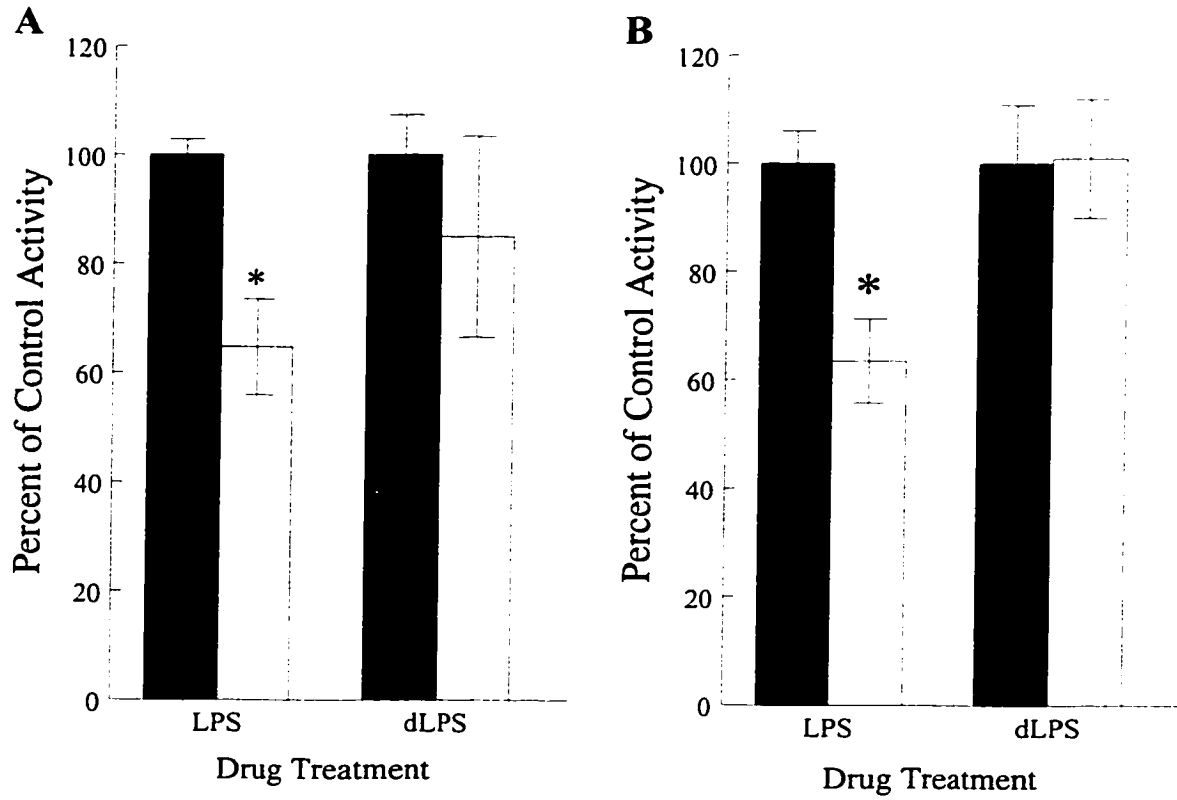 A
120
100
80
60
40
20
0
Percent of Control Activity
*
LPS
dLPS
Drug Treatment
B
120
100
80
60
40
20
0
Percent of Control Activity
*
LPS
dLPS
Drug Treatment